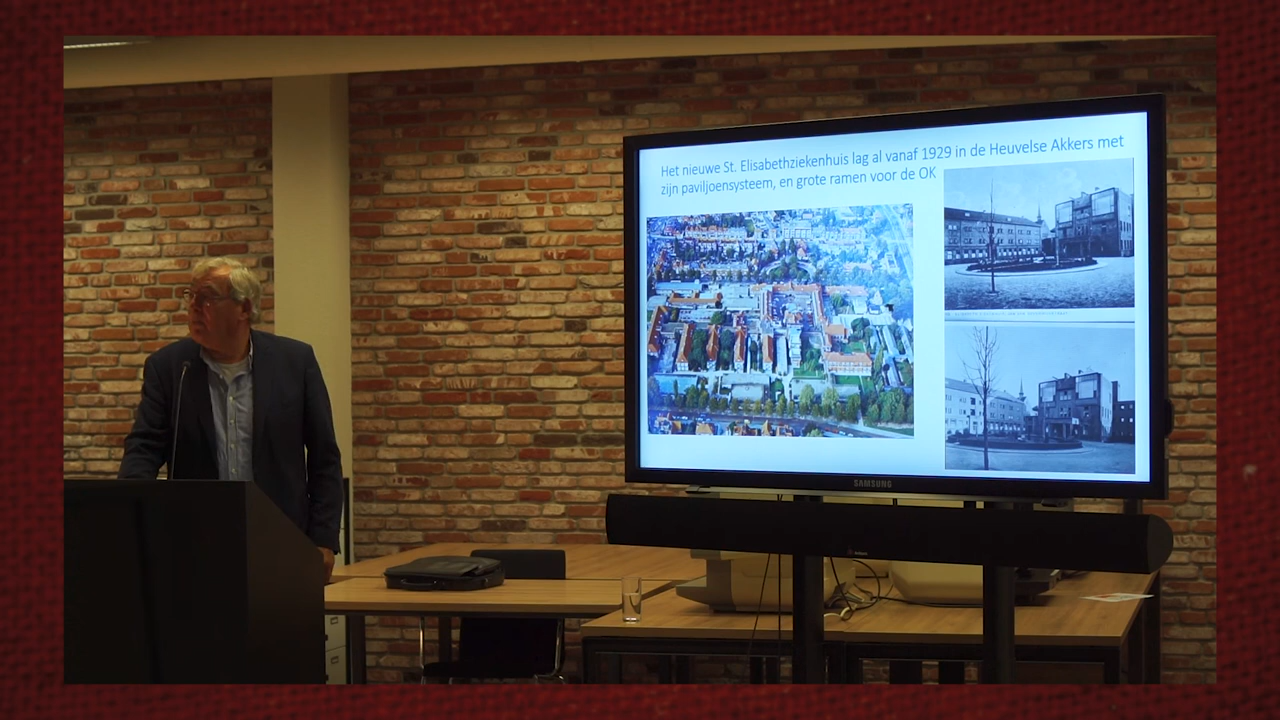 Het nieuwe St. Elisabethziekenhuis lag al vanaf 1929 in de Heuvelse Akkers met
zijn paviljoensysteem, en grote ramen voor de OK
SAMSUNG